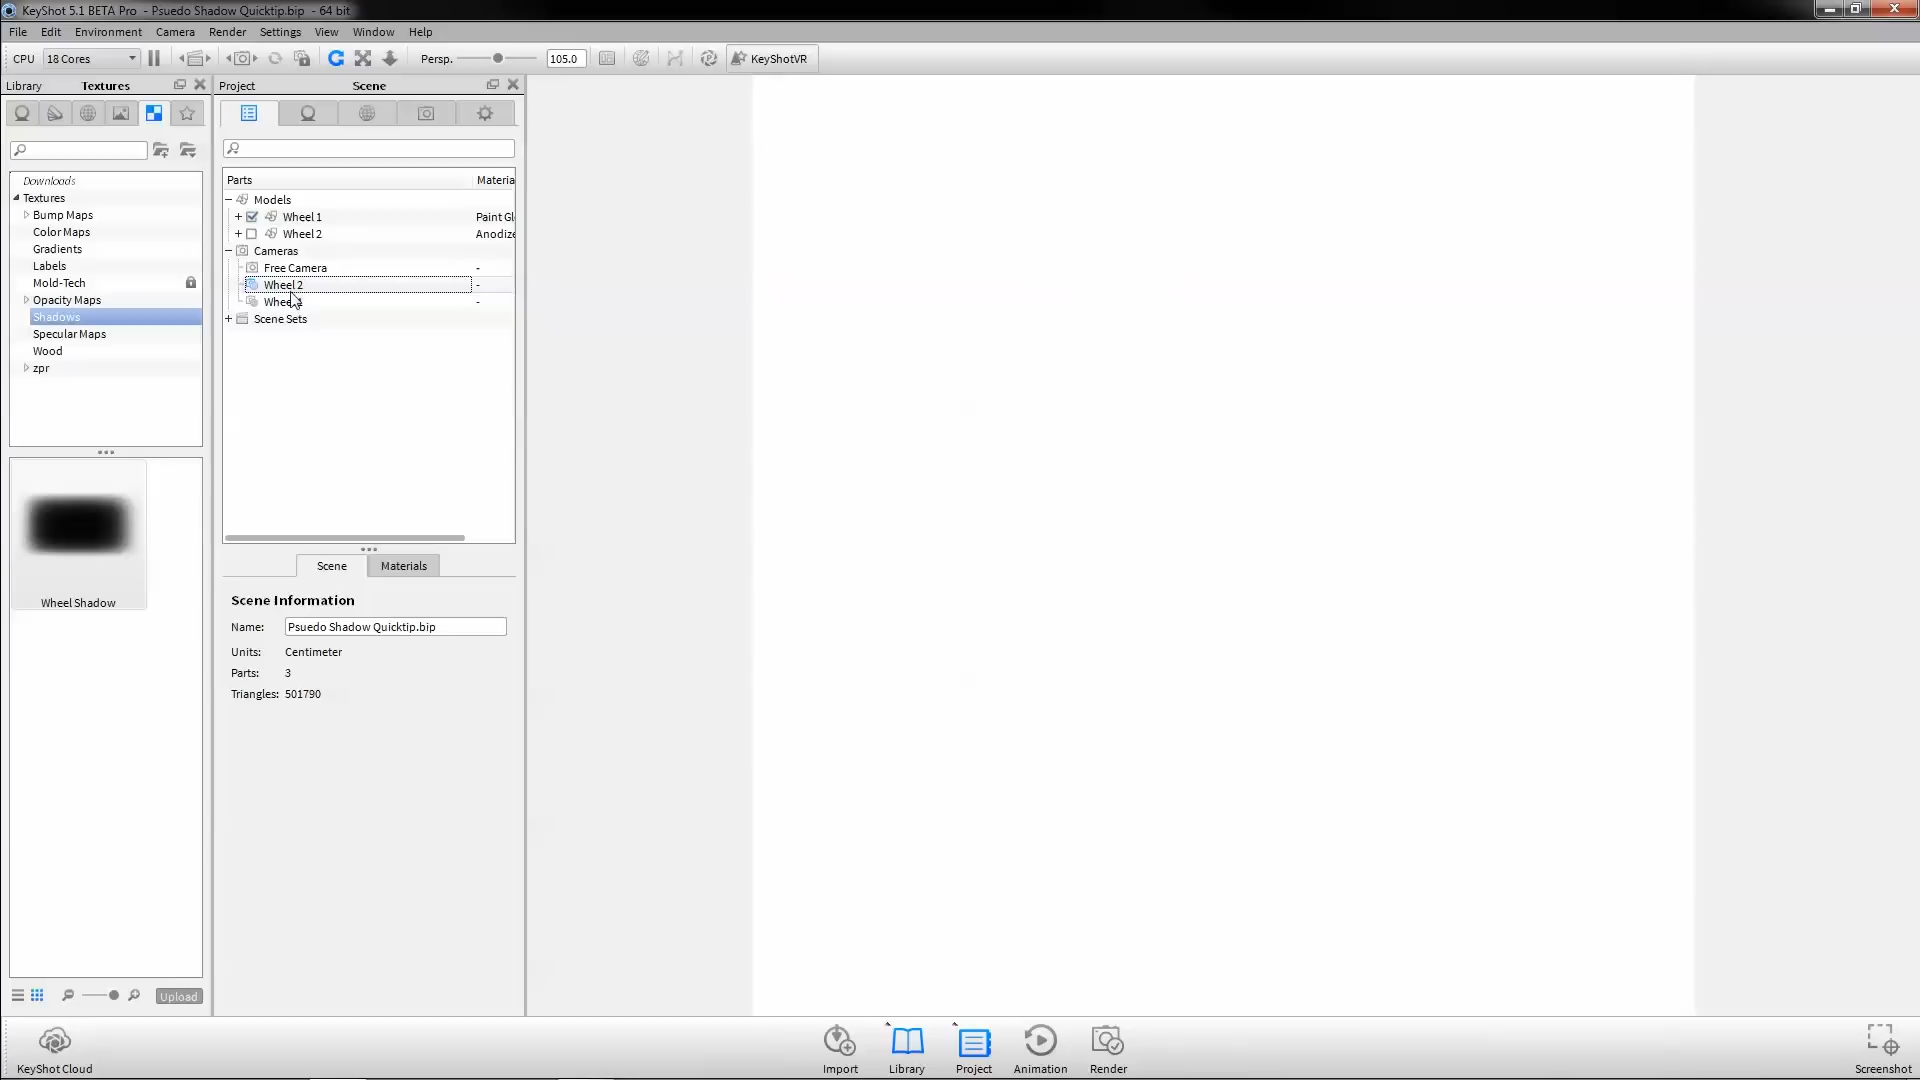 KeyShot 5.1 BETA Pro - Psuedo Shadow Quicktip.bip - 64 bit
File Edit Environment Camera Render Settings View Window Help
CPU 18 Cores Persp. 105.0 KeyShotVR
Library Textures Project Scene
Downloads
Textures
Bump Maps
Color Maps
Gradients
Labels
Mold-Tech
Opacity Maps
Shadows
Specular Maps
Wood
zpr
Wheel Shadow
Upload
Parts Materia
Models
Wheel 1 Paint Gl
Wheel 2 Anodize
Cameras
Free Camera -
Wheel 2 -
Whee -
Scene Sets
Scene Materials
Scene Information
Name: Psuedo Shadow Quicktip.bip
Units: Centimeter
Parts: 3
Triangles: 501790
KeyShot Cloud Import Library Project Animation Render Screenshot